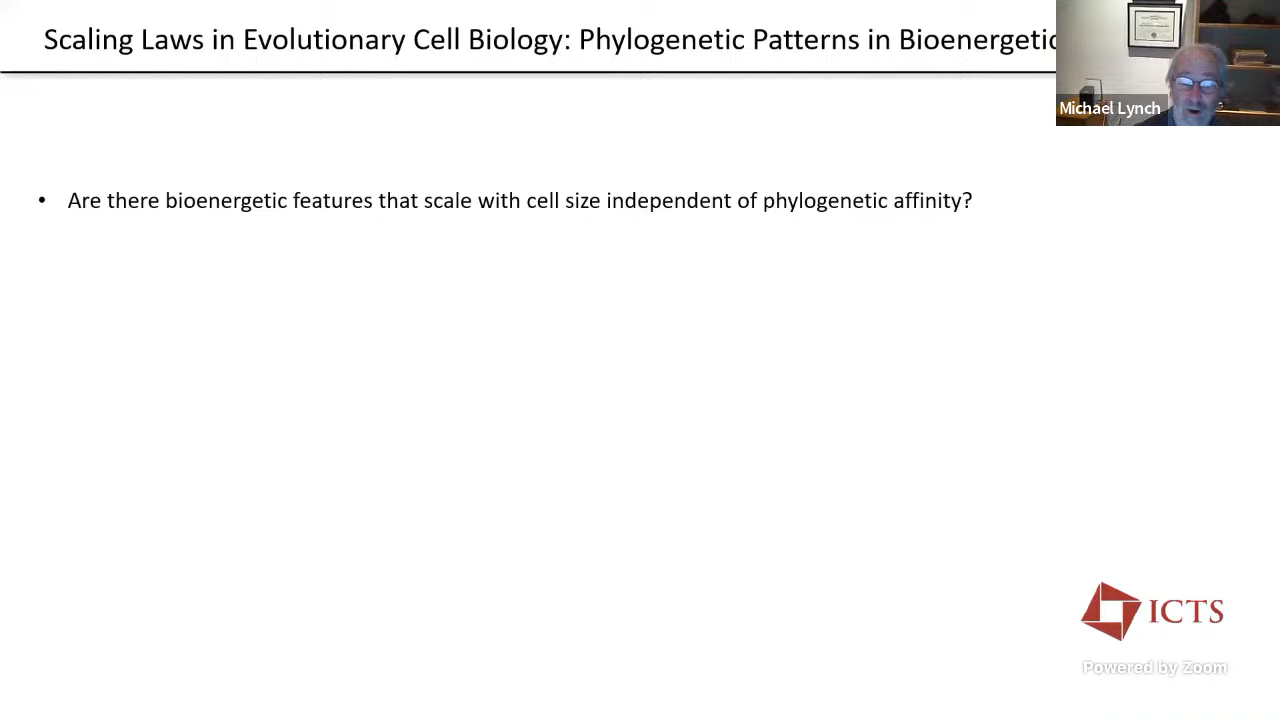 Scaling Laws in Evolutionary Cell Biology: Phylogenetic Patterns in Bioenergetic
Michael Lynch
• Are there bioenergetic features that scale with cell size independent of phylogenetic affinity?
ICTS
Powered by Zoom